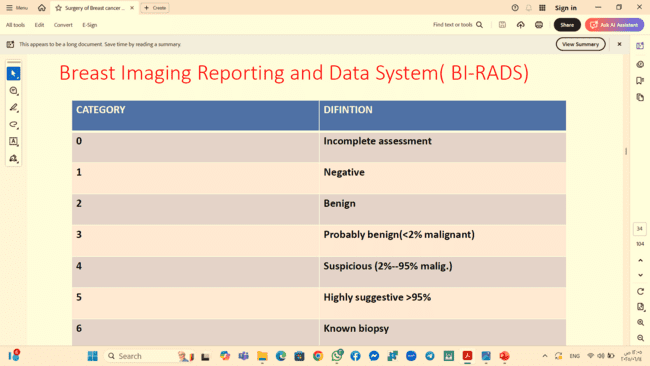 Menu
Surgery of Breast cancer ...
Create
Sign in
All tools Edit Convert E-Sign
Find text or tools
Share
Ask AI Assistant
This appears to be a long document. Save time by reading a summary.
View Summary
Breast Imaging Reporting and Data System( BI-RADS)
CATEGORY DIFINTION
0 Incomplete assessment
1 Negative
2 Benign
3 Probably benign(<2% malignant)
4 Suspicious (2%--95% malig.)
5 Highly suggestive >95%
6 Known biopsy
34
104
Search
ENG